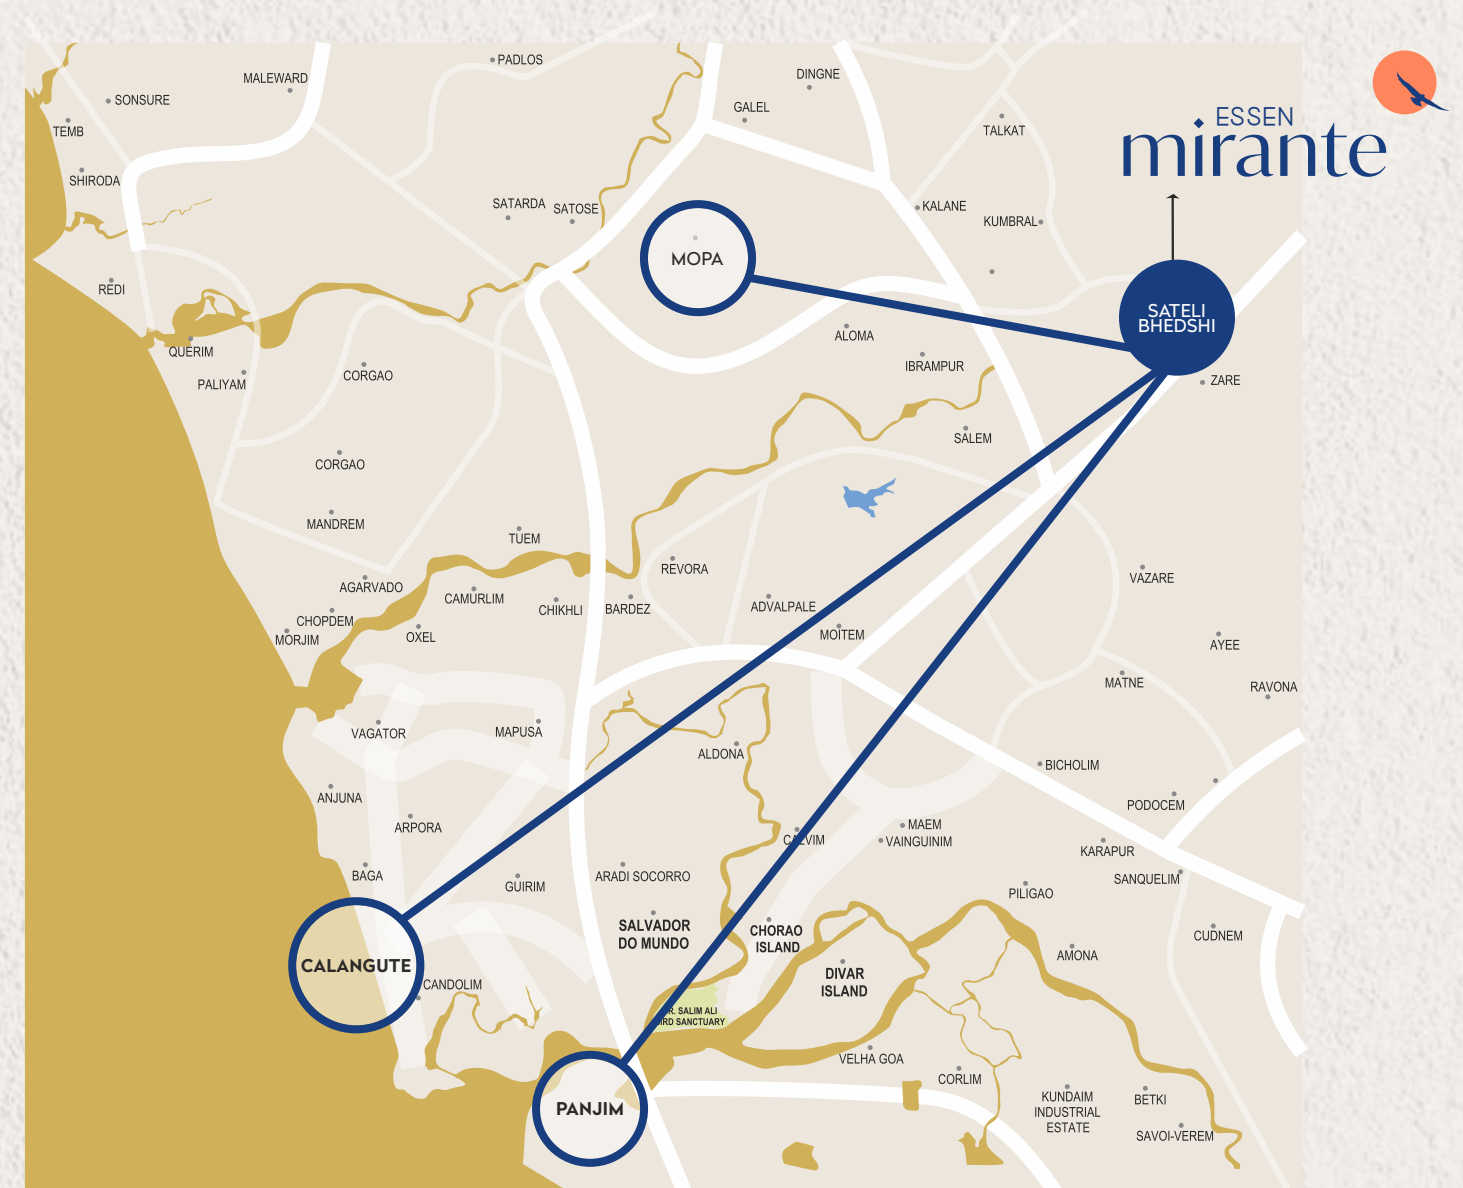 PADLOS
MALEWARD
DINGNE
SONSURE
GALEL
TEMB
TALKAT
ESSEN
mirante
SHIRODA
SATARDA
SATOSE
KALANE
KUMBRAL
MOPA
REDI
SATELI
BHEDSHI
QUERIM
ALOMA
IBRAMPUR
PALIYAM
CORGAO
ZARE
SALEM
CORGAO
MANDREM
TUEM
REVORA
VAZARE
AGARVADO
CAMURLIM
CHIKHLI
BARDEZ
ADVALPALE
CHOPDEM
MORJIM
OXEL
MOITEM
AYEE
MATNE
RAVONA
VAGATOR
MAPUSA
ALDONA
BICHOLIM
ANJUNA
PODOCEM
ARPORA
MAEM
CALVIM
VAINGUINIM
KARAPUR
BAGA
GUIRIM
ARADI SOCORRO
SANQUELIM
PILIGAO
SALVADOR
DO MUNDO
CHORAO
ISLAND
CUDNEM
AMONA
CALANGUTE
DIVAR
ISLAND
CANDOLIM
R. SALIM ALI
IRD SANCTUARY
VELHA GOA
CORLIM
PANJIM
KUNDAIM
INDUSTRIAL
ESTATE
BETKI
SAVOI-VEREM